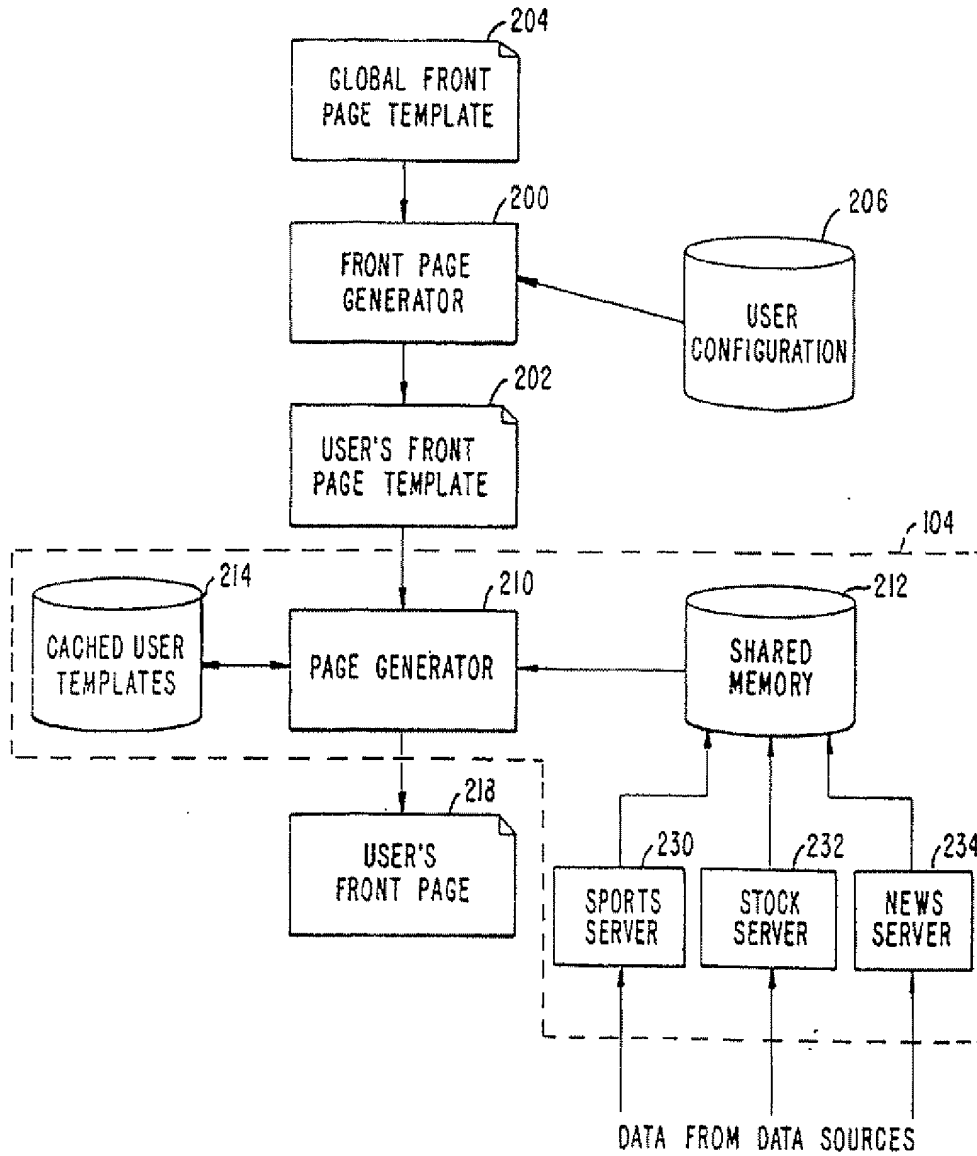 204
GLOBAL FRONT
PAGE TEMPLATE
200
FRONT PAGE
GENERATOR
206
USER
CONFIGURATION
202
USER'S FRONT
PAGE TEMPLATE
104
214
CACHED USER
TEMPLATES
210
PAGE GENERATOR
212
SHARED
MEMORY
218
USER'S
FRONT PAGE
230
SPORTS
SERVER
232
STOCK
SERVER
234
NEWS
SERVER
DATA FROM DATA SOURCES